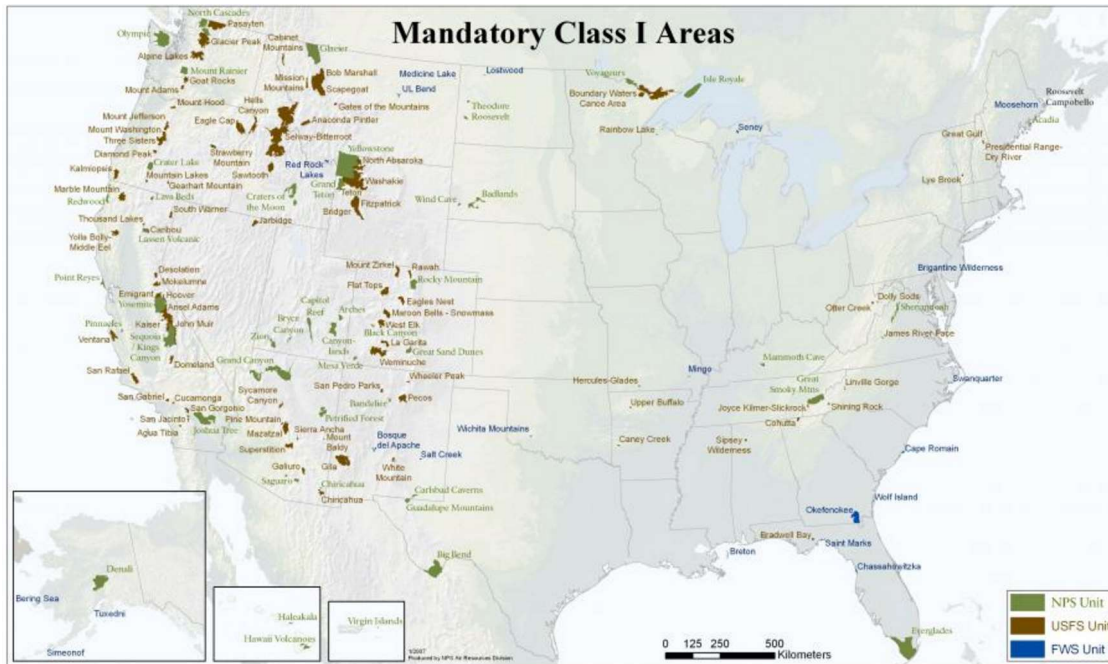 Mandatory Class I Areas
North Cascades
Pasayten
Olympic
Glacier Peak
Alpine Lakes
Cabinet
Mountains
Glacier
Mount Rainier
Goat Rocks
Mount Adams
Mission
Mountains
Bob Marshall
Scapegoat
Medicine Lake
Lostwood
UL Bend
Voyageurs
Isle Royale
Boundary Waters
Canoe Area
Roosevelt
Campobello
Moosehorn
Acadia
Mount Hood
Hells
Canyon
Gates of the Mountains
Theodore
Roosevelt
Mount Jefferson
Eagle Cap
Anaconda Pintler
Rainbow Lake
Seney
Great Gulf
Mount Washington
Three Sisters
Selway-Bitterroot
Presidential Range-
Dry River
Diamond Peak
Strawberry
Mountain
Yellowstone
North Absaroka
Kalmiopsis
Crater Lake
Mountain Lakes
Sawtooth
Red Rock
Lakes
Washakie
Lye Brook
Marble Mountain
Gearhart Mountain
Grand
Teton
Teton
Badlands
Redwood
Lava Beds
Craters of
the Moon
Fitzpatrick
Wind Cave
Bridger
Thousand Lakes
South Warner
Jarbidge
Caribou
Yolla Bolly-
Middle Eel
Lassen Volcanic
Mount Zirkel
Rawah
Brigantine Wilderness
Desolation
Point Reyes
Mokelumne
Rocky Mountain
Flat Tops
Emigrant
Hoover
Yosemite
Ansel Adams
Capitol
Reef
Arches
Eagles Nest
Maroon Bells - Snowmass
Dolly Sods
Otter Creek
Shenandoah
Pinnacles
Kaiser
John Muir
Bryce
Canyon
West Elk
Black Canyon
James River Face
Ventana
Sequoia
Kings
Canyon
Zion
Canyon-
lands
La Garita
Great Sand Dunes
Mammoth Cave
Grand Canyon
Mesa Verde
Weminuche
Domeland
Wheeler Peak
Mingo
San Rafael
San Pedro Parks
Hercules-Glades
Great
Smoky Mtns
Linville Gorge
Swanquarter
San Gabriel
Cucamonga
Sycamore
Canyon
Bandelier
Pecos
Upper Buffalo
Joyce Kilmer-Slickrock
Shining Rock
San Gorgonio
San Jacinto
Pine Mountain
Petrified Forest
Cohutta
Agua Tibia
Joshua Tree
Mazatzal
Sierra Ancha
Bosque
del Apache
Wichita Mountains
Caney Creek
Sipsey
Wilderness
Superstition
Mount
Baldy
Salt Creek
Cape Romain
Galiuro
Gila
White
Mountain
Saguaro
Chiricahua
Chiricahua
Carlsbad Caverns
Guadalupe Mountains
Wolf Island
Okefenokee
Bradwell Bay
Saint Marks
Big Bend
Breton
Chassahowitzka
Everglades
Denali
Bering Sea
Tuxedni
Simeonof
Haleakala
Hawaii Volcanoes
Virgin Islands
Produced by NPS Air Resources Division
0 125 250 500
Kilometers
NPS Unit
USFS Unit
FWS Unit